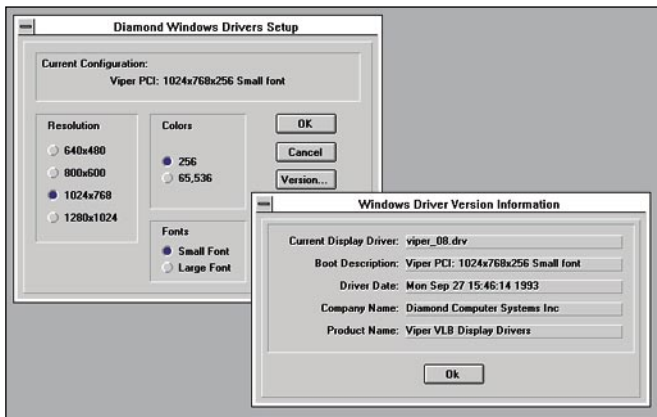 Diamond Windows Drivers Setup
Current Configuration:
Viper PCI: 1024x768x256 Small font
Resolution
640x480
800x600
1024x768
1280x1024
Colors
256
65,536
Fonts
Small Font
Large Font
OK
Cancel
Version...
Windows Driver Version Information
Current Display Driver: viper_08.drv
Boot Description: Viper PCI: 1024x768x256 Small font
Driver Date: Mon Sep 27 15:46:14 1993
Company Name: Diamond Computer Systems Inc
Product Name: Viper VLB Display Drivers
Ok